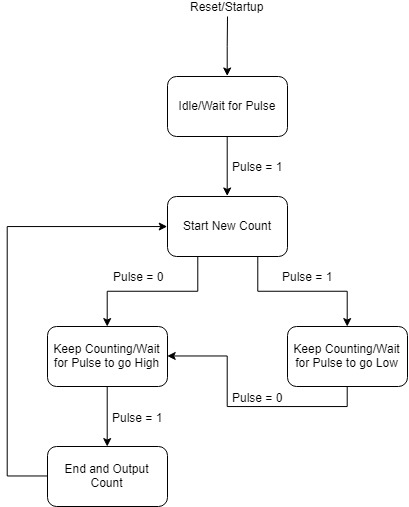 Reset/Startup
Idle/Wait for Pulse
Pulse = 1
Start New Count
Pulse = 0
Pulse = 1
Keep Counting/Wait
for Pulse to go High
Keep Counting/Wait
for Pulse to go Low
Pulse = 0
Pulse = 1
End and Output
Count